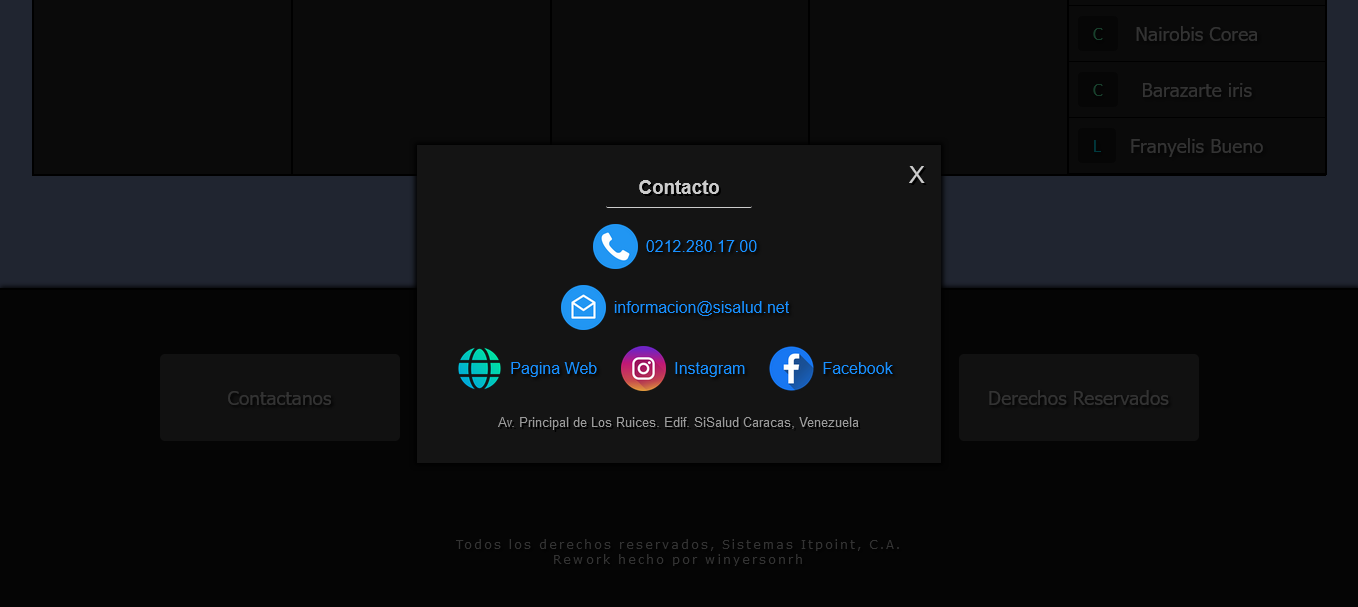 C Nairobis Corea
C Barazarte iris
L Franyelis Bueno
X
Contacto
0212.280.17.00
informacion@sisalud.net
Pagina Web Instagram Facebook
Av. Principal de Los Ruices. Edif. SiSalud Caracas, Venezuela
Contactanos Derechos Reservados
Todos los derechos reservados, Sistemas Itpoint, C.A.
Rework hecho por winyersonrh